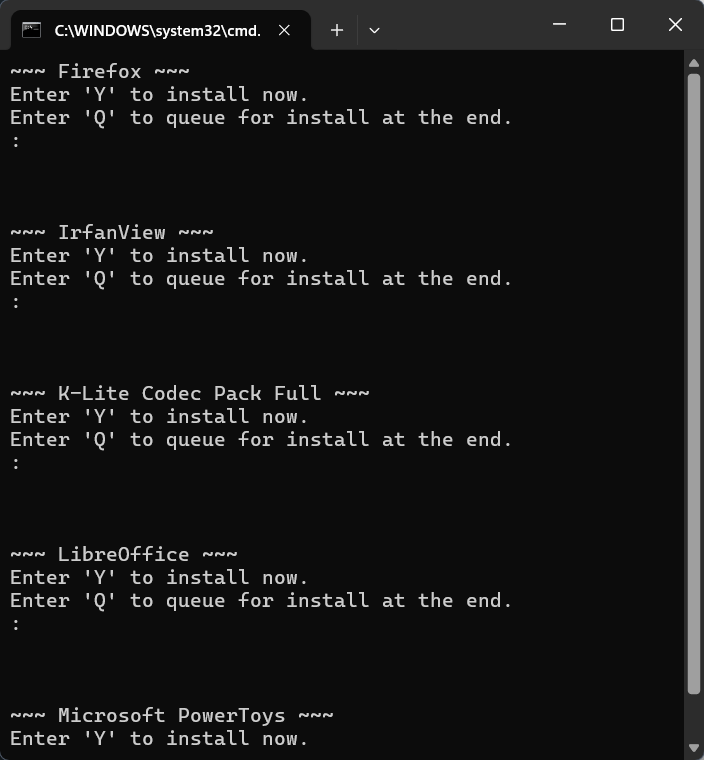 C:\WINDOWS\system32\cmd.
~~~ Firefox ~~~
Enter 'Y' to install now.
Enter 'Q' to queue for install at the end.
:
~~~ IrfanView ~~~
Enter 'Y' to install now.
Enter 'Q' to queue for install at the end.
:
~~~ K-Lite Codec Pack Full ~~~
Enter 'Y' to install now.
Enter 'Q' to queue for install at the end.
:
~~~ LibreOffice ~~~
Enter 'Y' to install now.
Enter 'Q' to queue for install at the end.
:
~~~ Microsoft PowerToys ~~~
Enter 'Y' to install now.